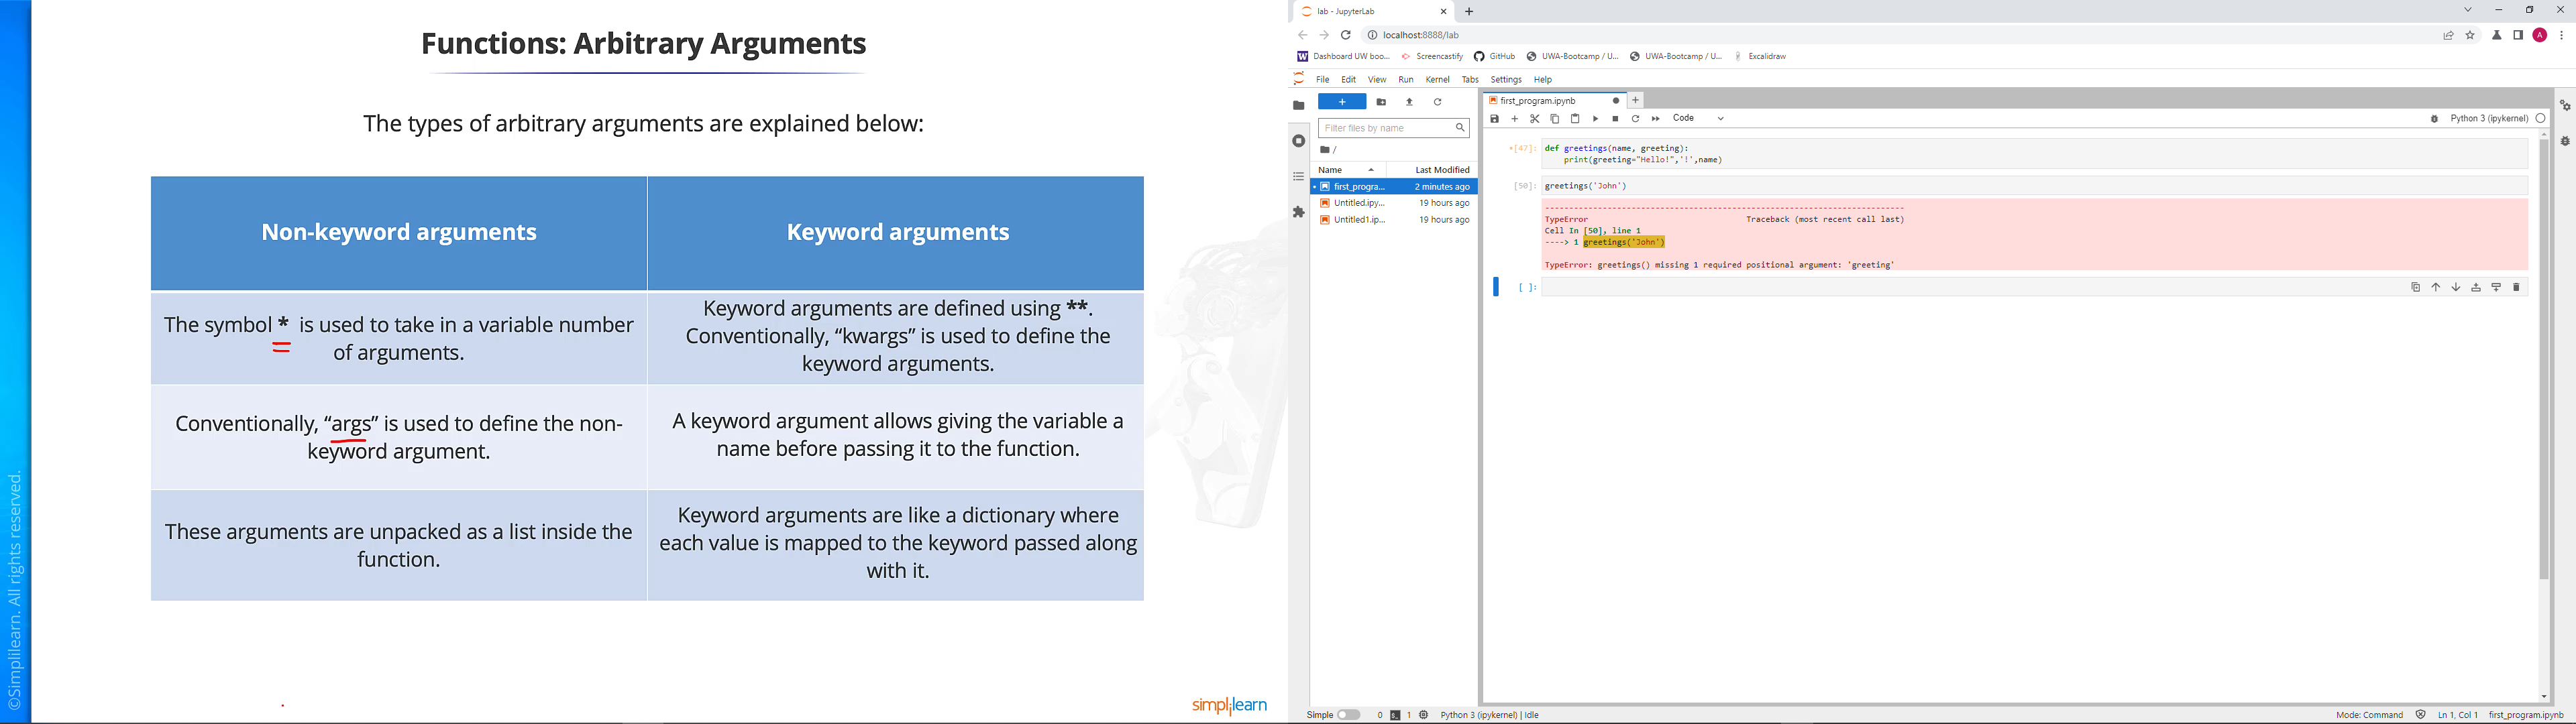 Functions: Arbitrary Arguments
The types of arbitrary arguments are explained below:
Non-keyword arguments
Keyword arguments
The symbol * is used to take in a variable number
of arguments.
Keyword arguments are defined using **.
Conventionally, “kwargs” is used to define the
keyword arguments.
Conventionally, “args” is used to define the non-
keyword argument.
A keyword argument allows giving the variable a
name before passing it to the function.
These arguments are unpacked as a list inside the
function.
Keyword arguments are like a dictionary where
each value is mapped to the keyword passed along
with it.
©Simplilearn. All rights reserved.
simplilearn
lab - JupyterLab
localhost:8888/lab
A
Dashboard UW boo...
Screencastify
GitHub
UWA-Bootcamp / U...
UWA-Bootcamp / U...
Excalidraw
File Edit View Run Kernel Tabs Settings Help
Filter files by name
/
Name Last Modified
first_progra... 2 minutes ago
Untitled.ipy... 19 hours ago
Untitled1.ip... 19 hours ago
first_program.ipynb
Code
Python 3 (ipykernel)
*[47]: def greetings(name, greeting):
print(greeting="Hello!",'!',name)
[50]: greetings('John')
---------------------------------------------------------------------------
TypeError Traceback (most recent call last)
Cell In [50], line 1
----> 1 greetings('John')
TypeError: greetings() missing 1 required positional argument: 'greeting'
[ ]:
Simple 0 1 Python 3 (ipykernel) | Idle
Mode: Command Ln 1, Col 1 first_program.ipynb